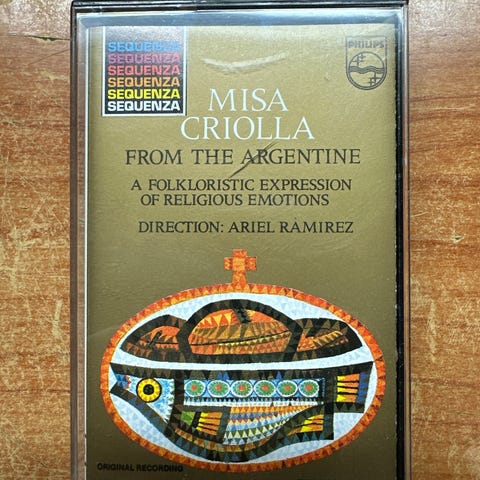 SEQUENZA
SEQUENZA
SEQUENZA
SEQUENZA
SEQUENZA
SEQUENZA
PHILIPS
MISA
CRIOLLA
FROM THE ARGENTINE
A FOLKLORISTIC EXPRESSION
OF RELIGIOUS EMOTIONS
DIRECTION: ARIEL RAMIREZ
ORIGINAL RECORDING